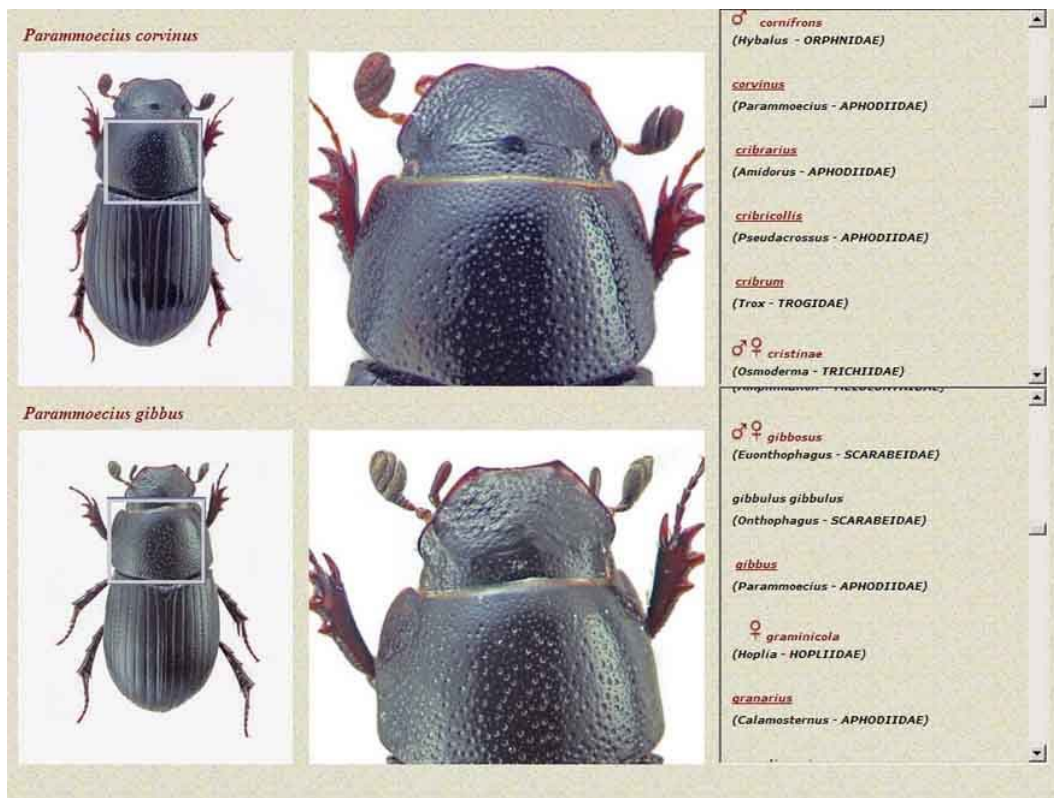 Parammoecius corvinus
♂ cornifrons
(Hybalus - ORPHNIDAE)
corvinus
(Parammoecius - APHODIIDAE)
cribrarius
(Amidorus - APHODIIDAE)
cribricollis
(Pseudacrossus - APHODIIDAE)
cribrum
(Trox - TROGIDAE)
♂♀ cristinae
(Osmoderma - TRICHIIDAE)
Parammoecius gibbus
♂♀ gibbosus
(Euonthophagus - SCARABEIDAE)
gibbulus gibbulus
(Onthophagus - SCARABEIDAE)
gibbus
(Parammoecius - APHODIIDAE)
♀ graminicola
(Hoplia - HOPLIIDAE)
granarius
(Calamosternus - APHODIIDAE)